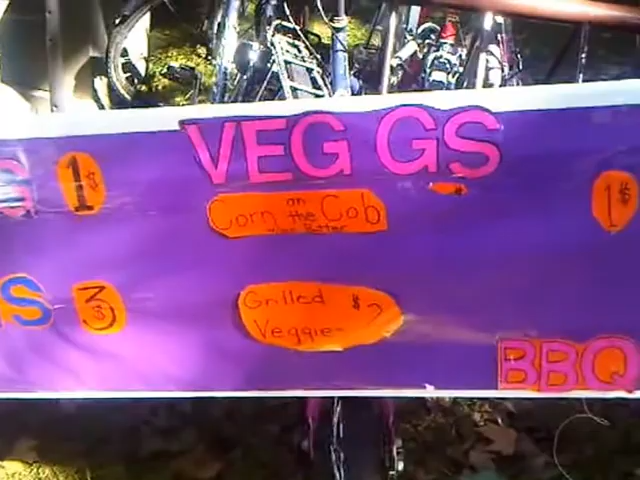 VEG GS
G 1$
Corn on the Cob
1$
S 3$
Grilled $2
Veggie-
BBQ